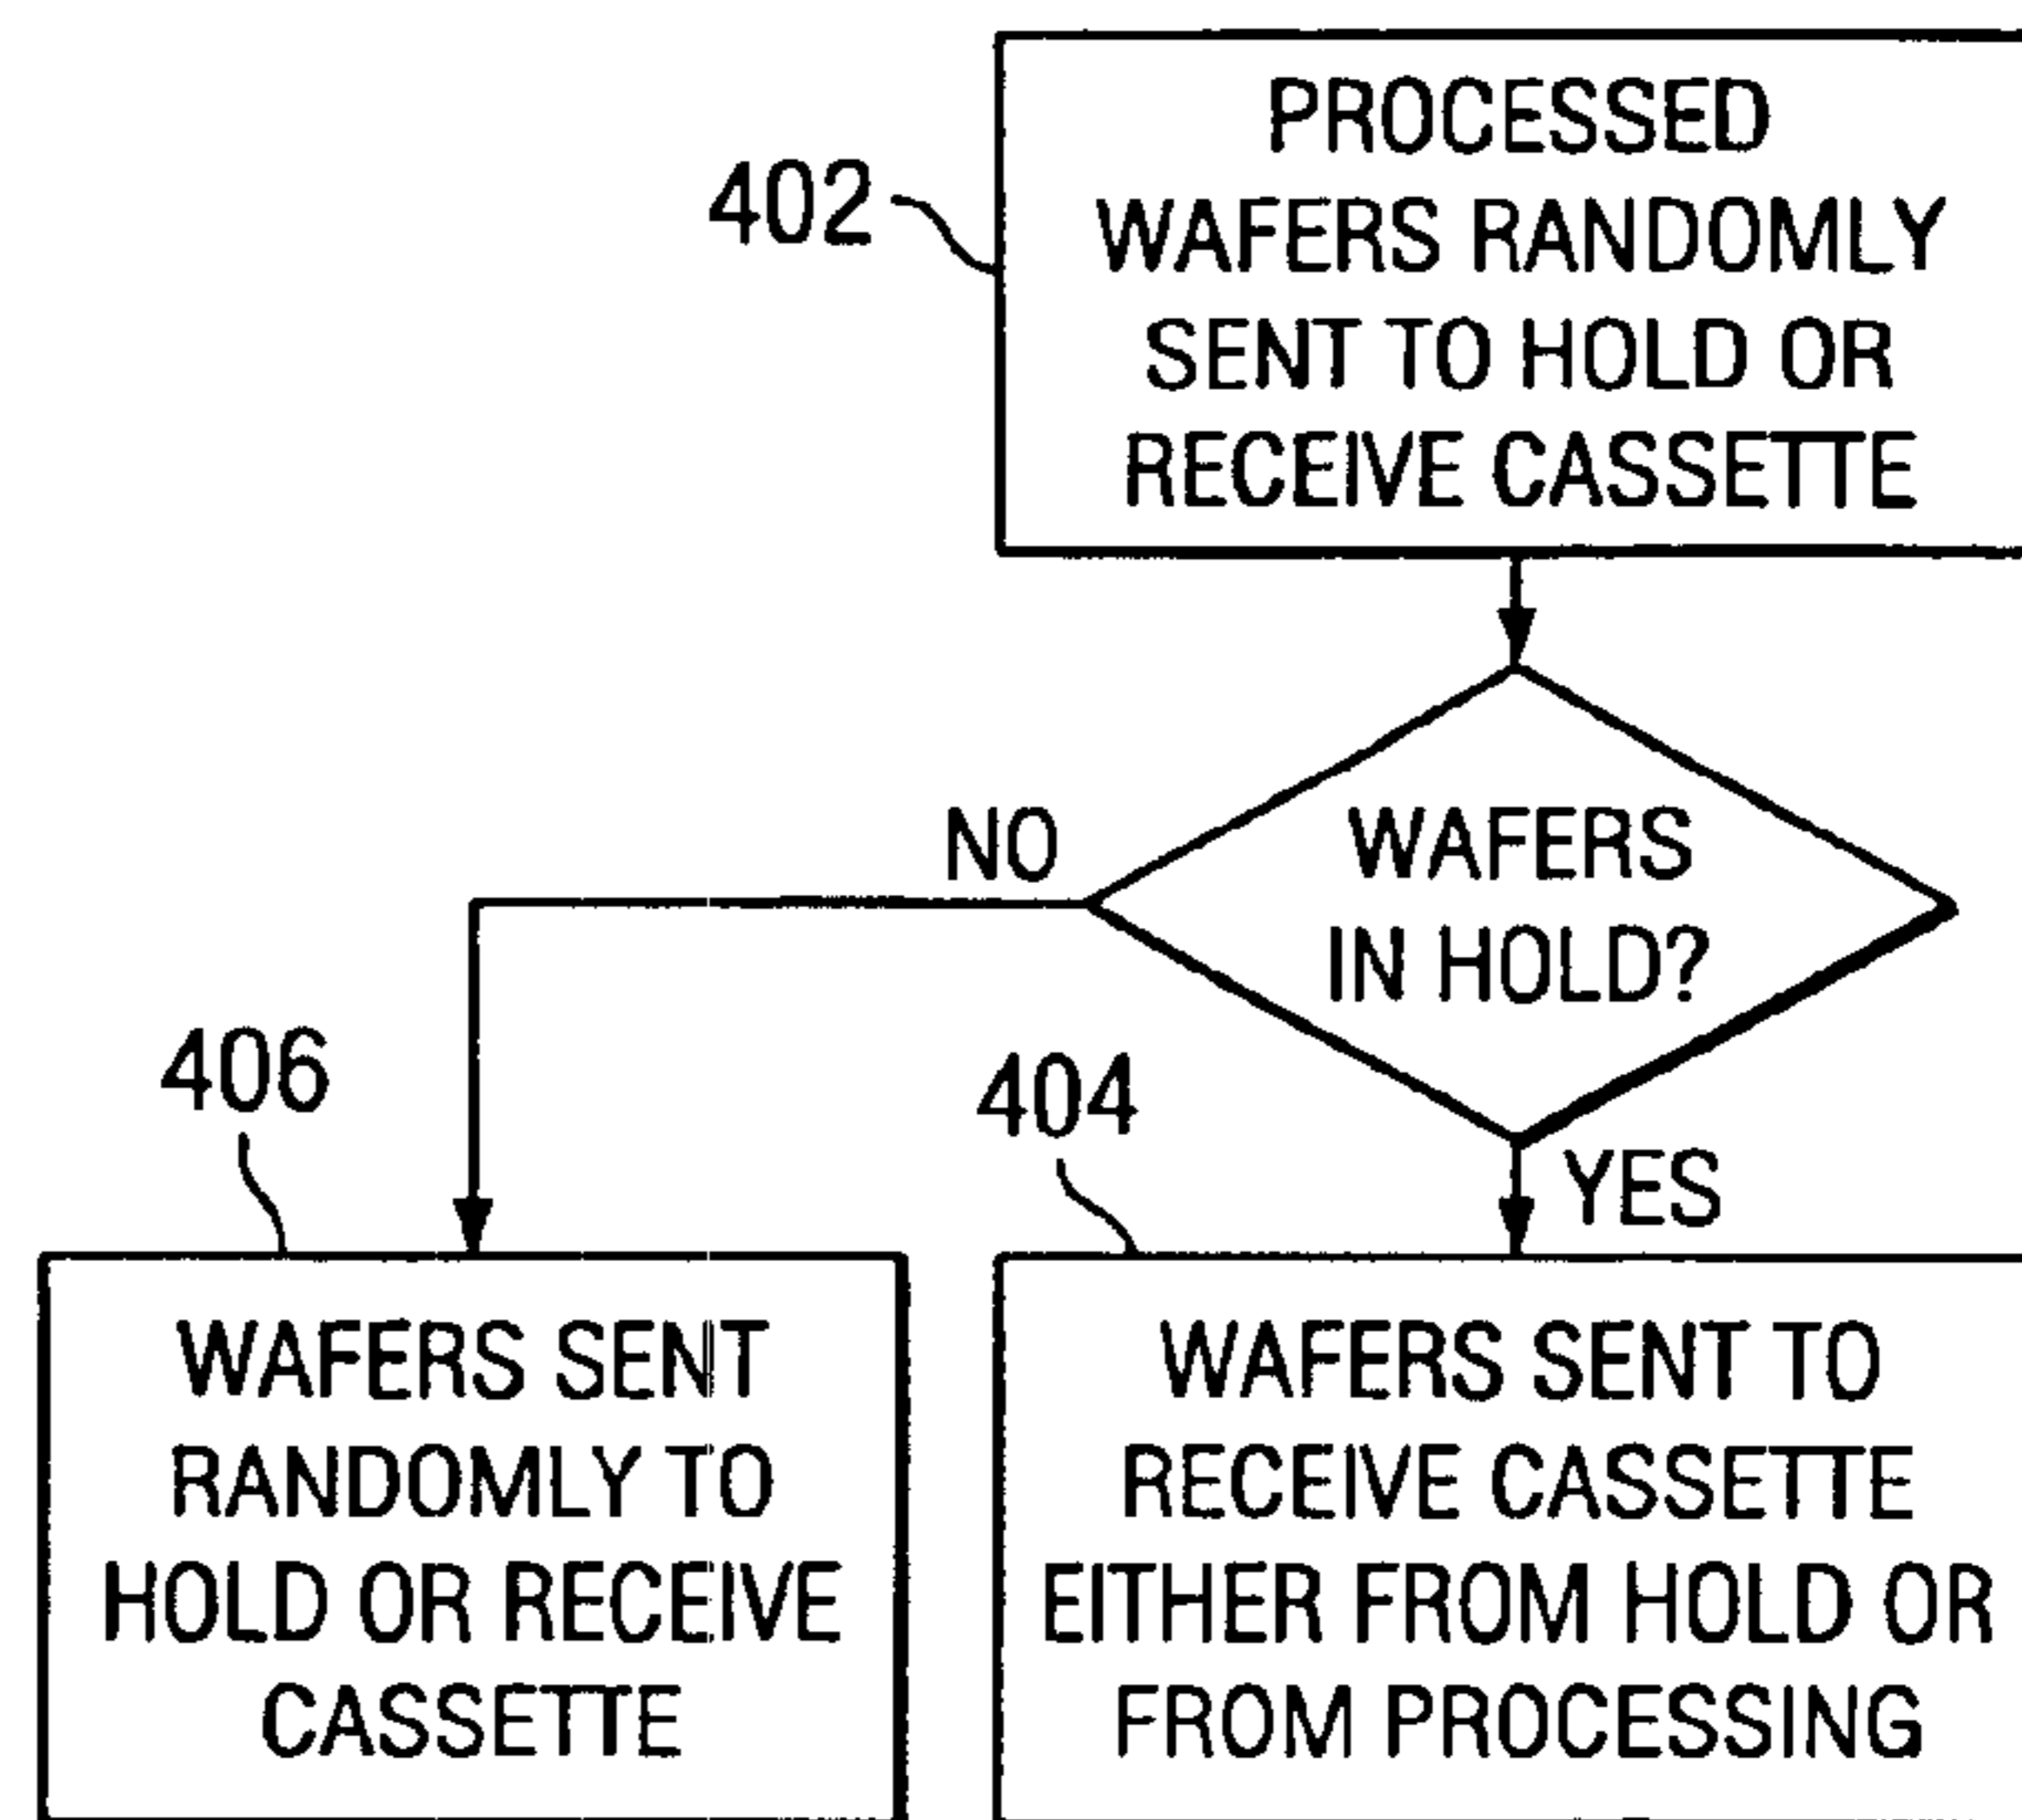 PROCESSED
WAFERS RANDOMLY
SENT TO HOLD OR
RECEIVE CASSETTE
402
WAFERS
IN HOLD?
NO
YES
406
404
WAFERS SENT
RANDOMLY TO
HOLD OR RECEIVE
CASSETTE
WAFERS SENT TO
RECEIVE CASSETTE
EITHER FROM HOLD OR
FROM PROCESSING